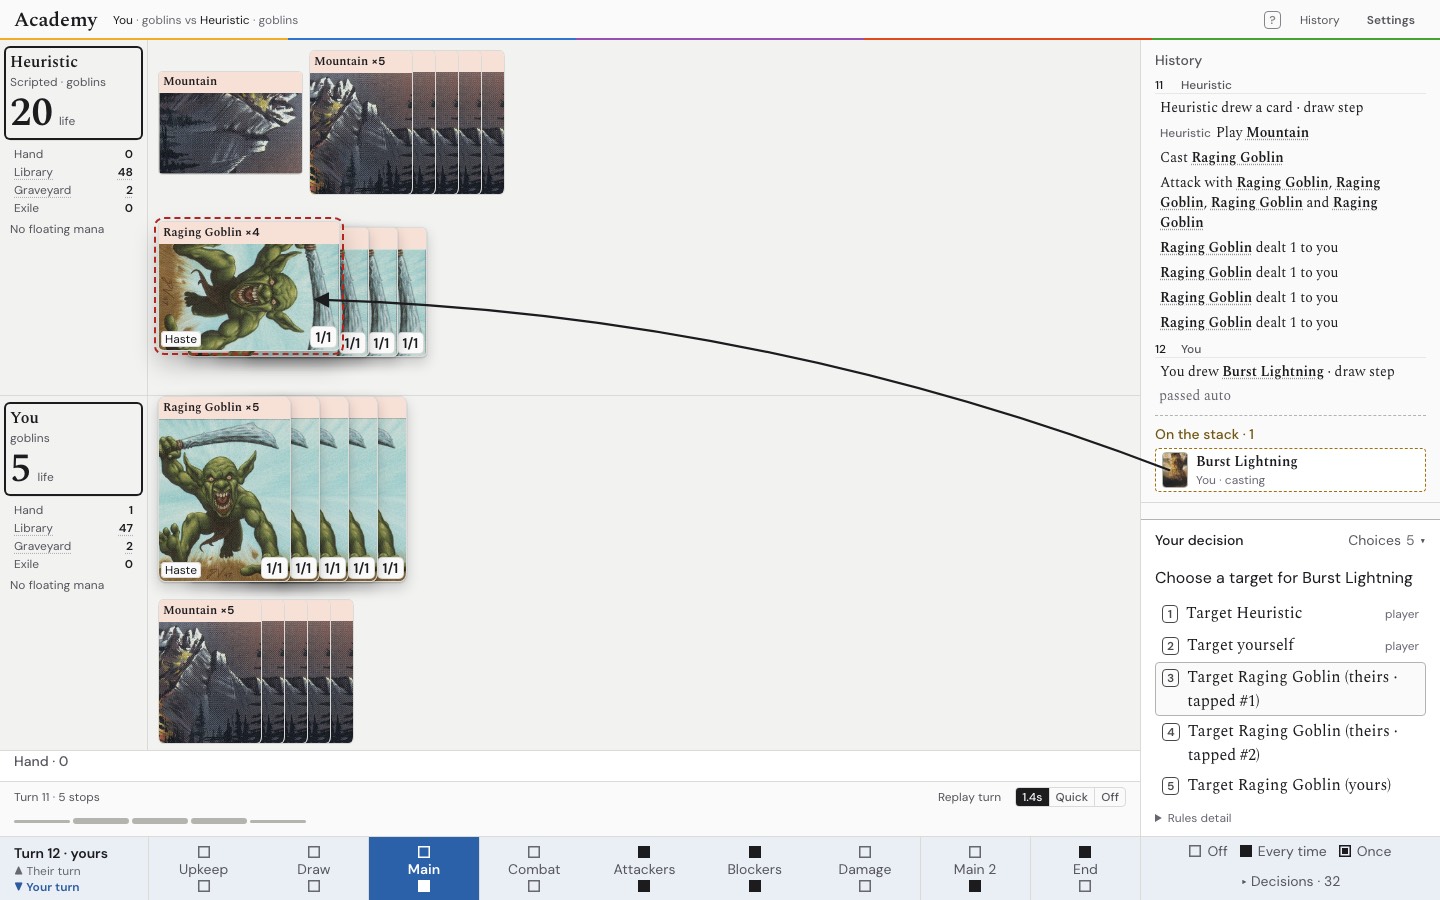 Academy
You · goblins vs Heuristic · goblins
?
History
Settings
Heuristic
Scripted · goblins
20 life
Hand 0
Library 48
Graveyard 2
Exile 0
No floating mana
Mountain
Mountain ×5
Raging Goblin ×4
Haste
1/1
1/1
1/1
1/1
You
goblins
5 life
Hand 1
Library 47
Graveyard 2
Exile 0
No floating mana
Raging Goblin ×5
Haste
1/1
1/1
1/1
1/1
1/1
Mountain ×5
Hand · 0
Turn 11 · 5 stops
Replay turn
1.4s
Quick
Off
History
11 Heuristic
Heuristic drew a card · draw step
Heuristic Play Mountain
Cast Raging Goblin
Attack with Raging Goblin, Raging
Goblin, Raging Goblin and Raging
Goblin
Raging Goblin dealt 1 to you
Raging Goblin dealt 1 to you
Raging Goblin dealt 1 to you
Raging Goblin dealt 1 to you
12 You
You drew Burst Lightning · draw step
passed auto
On the stack · 1
Burst Lightning
You · casting
Your decision
Choices 5 ▾
Choose a target for Burst Lightning
1 Target Heuristic player
2 Target yourself player
3 Target Raging Goblin (theirs ·
tapped #1)
4 Target Raging Goblin (theirs ·
tapped #2)
5 Target Raging Goblin (yours)
▶ Rules detail
Turn 12 · yours
▲ Their turn
▼ Your turn
Upkeep
Draw
Main
Combat
Attackers
Blockers
Damage
Main 2
End
Off
Every time
Once
▸ Decisions · 32